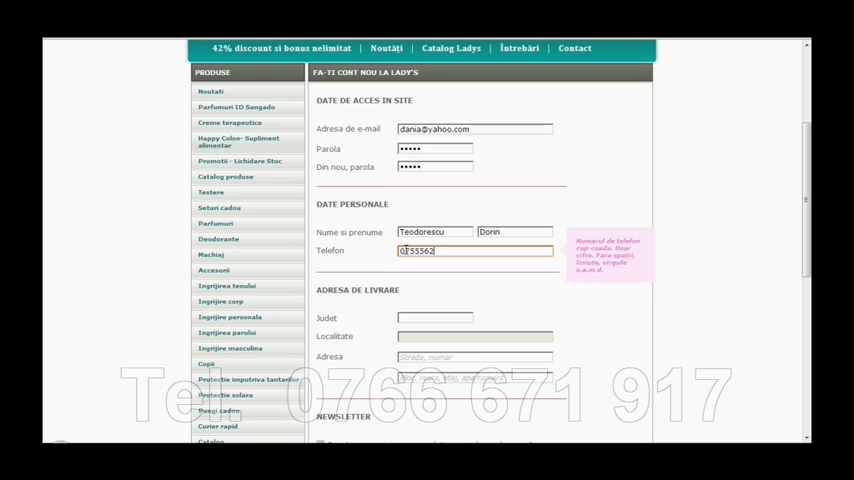 42% discount si bonus nelimitat | Noutăți | Catalog Ladys | Întrebări | Contact
PRODUSE
Noutati
Parfumuri ID Sangado
Creme terapeutice
Happy Colon- Supliment
alimentar
Promotii - Lichidare Stoc
Catalog produse
Testere
Seturi cadou
Parfumuri
Deodorante
Machiaj
Accesorii
Ingrijirea tenului
Ingrijire corp
Ingrijire personala
Ingrijirea parului
Ingrijire masculina
Copii
Protectie impotriva tantarilor
Protectie solara
Pungi cadou
Curier rapid
Catalog
FA-TI CONT NOU LA LADY'S
DATE DE ACCES IN SITE
Adresa de e-mail dania@yahoo.com
Parola •••••
Din nou, parola •••••
DATE PERSONALE
Nume si prenume Teodorescu Dorin
Telefon 0755562
Numarul de telefon
cap-coada. Doar
cifre. Fara spatii,
liniute, virgule
s.a.m.d.
ADRESA DE LIVRARE
Judet
Localitate
Adresa Strada, numar
Bloc, scara, etaj, apartament
NEWSLETTER
Tel. 0766 671 917